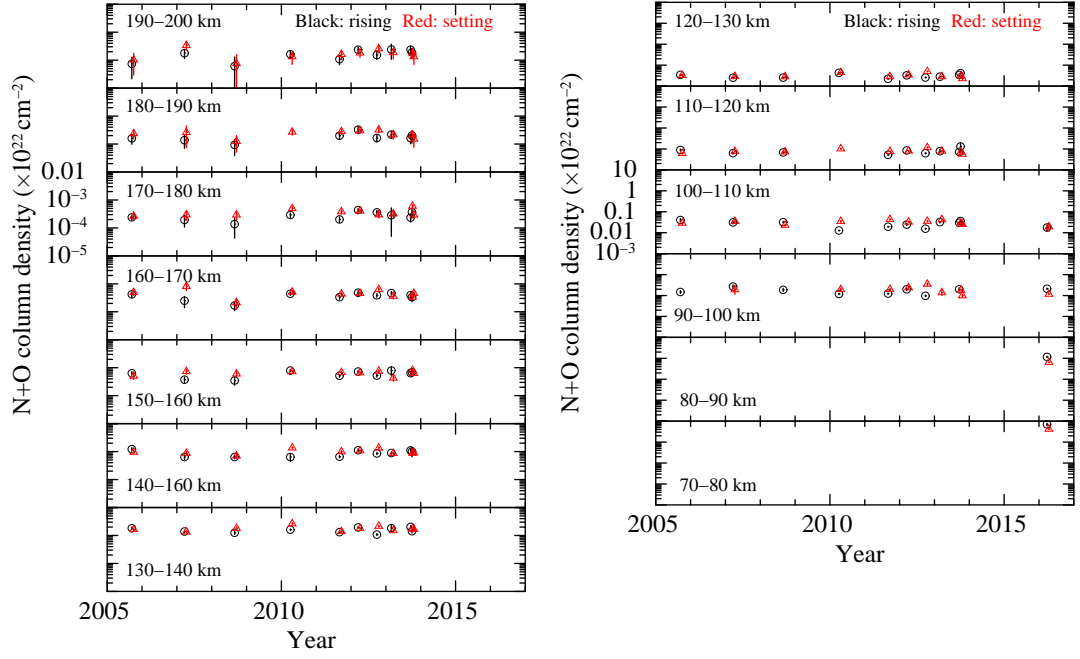 190–200 km Black: rising Red: setting
180–190 km
0.01
170–180 km
10⁻³
10⁻⁴
10⁻⁵
160–170 km
150–160 km
140–160 km
130–140 km
N+O column density (×10²² cm⁻²)
2005 2010 2015
Year
120–130 km Black: rising Red: setting
110–120 km
10
100–110 km
1
0.1
0.01
10⁻³
90–100 km
80–90 km
70–80 km
N+O column density (×10²² cm⁻²)
2005 2010 2015
Year